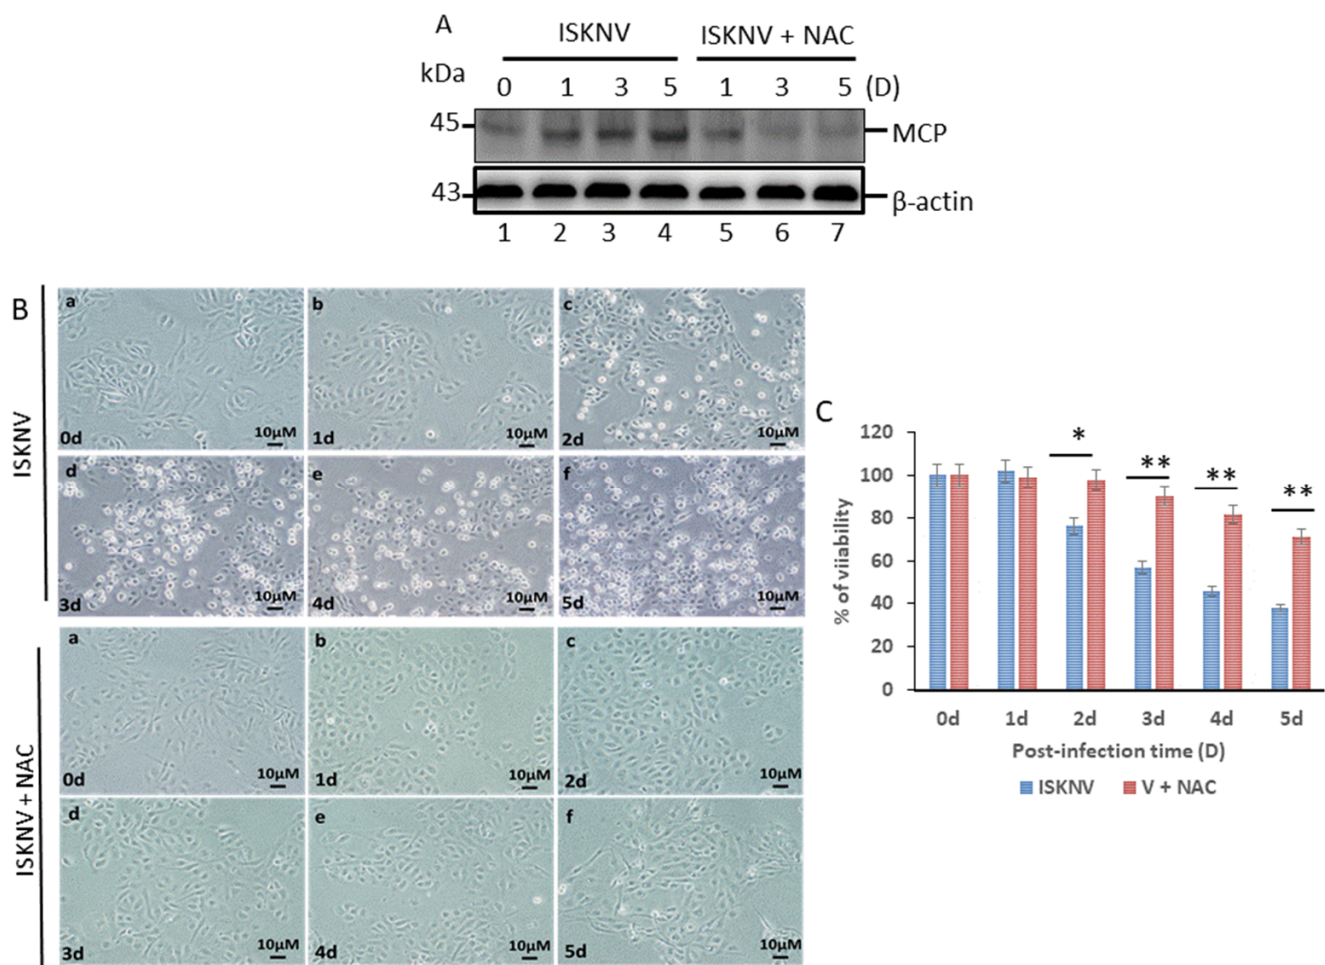 A
ISKNV
ISKNV + NAC
kDa
0 1 3 5 1 3 5 (D)
45
MCP
43
β-actin
1 2 3 4 5 6 7
B
ISKNV
a
0d
10µM
b
1d
10µM
c
2d
10µM
d
3d
10µM
e
4d
10µM
f
5d
10µM
ISKNV + NAC
a
0d
10µM
b
1d
10µM
c
2d
10µM
d
3d
10µM
e
4d
10µM
f
5d
10µM
C
% of viiability
120
100
80
60
40
20
0
* ** ** **
0d 1d 2d 3d 4d 5d
Post-infection time (D)
ISKNV V + NAC